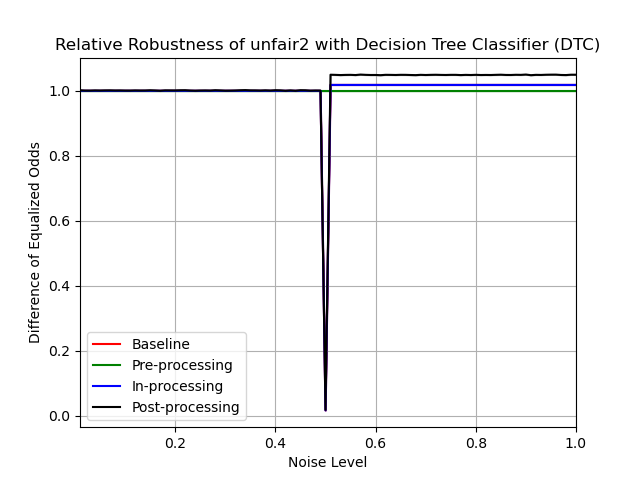 Relative Robustness of unfair2 with Decision Tree Classifier (DTC)
Difference of Equalized Odds
1.0
0.8
0.6
0.4
0.2
0.0
Baseline
Pre-processing
In-processing
Post-processing
0.2 0.4 0.6 0.8 1.0
Noise Level